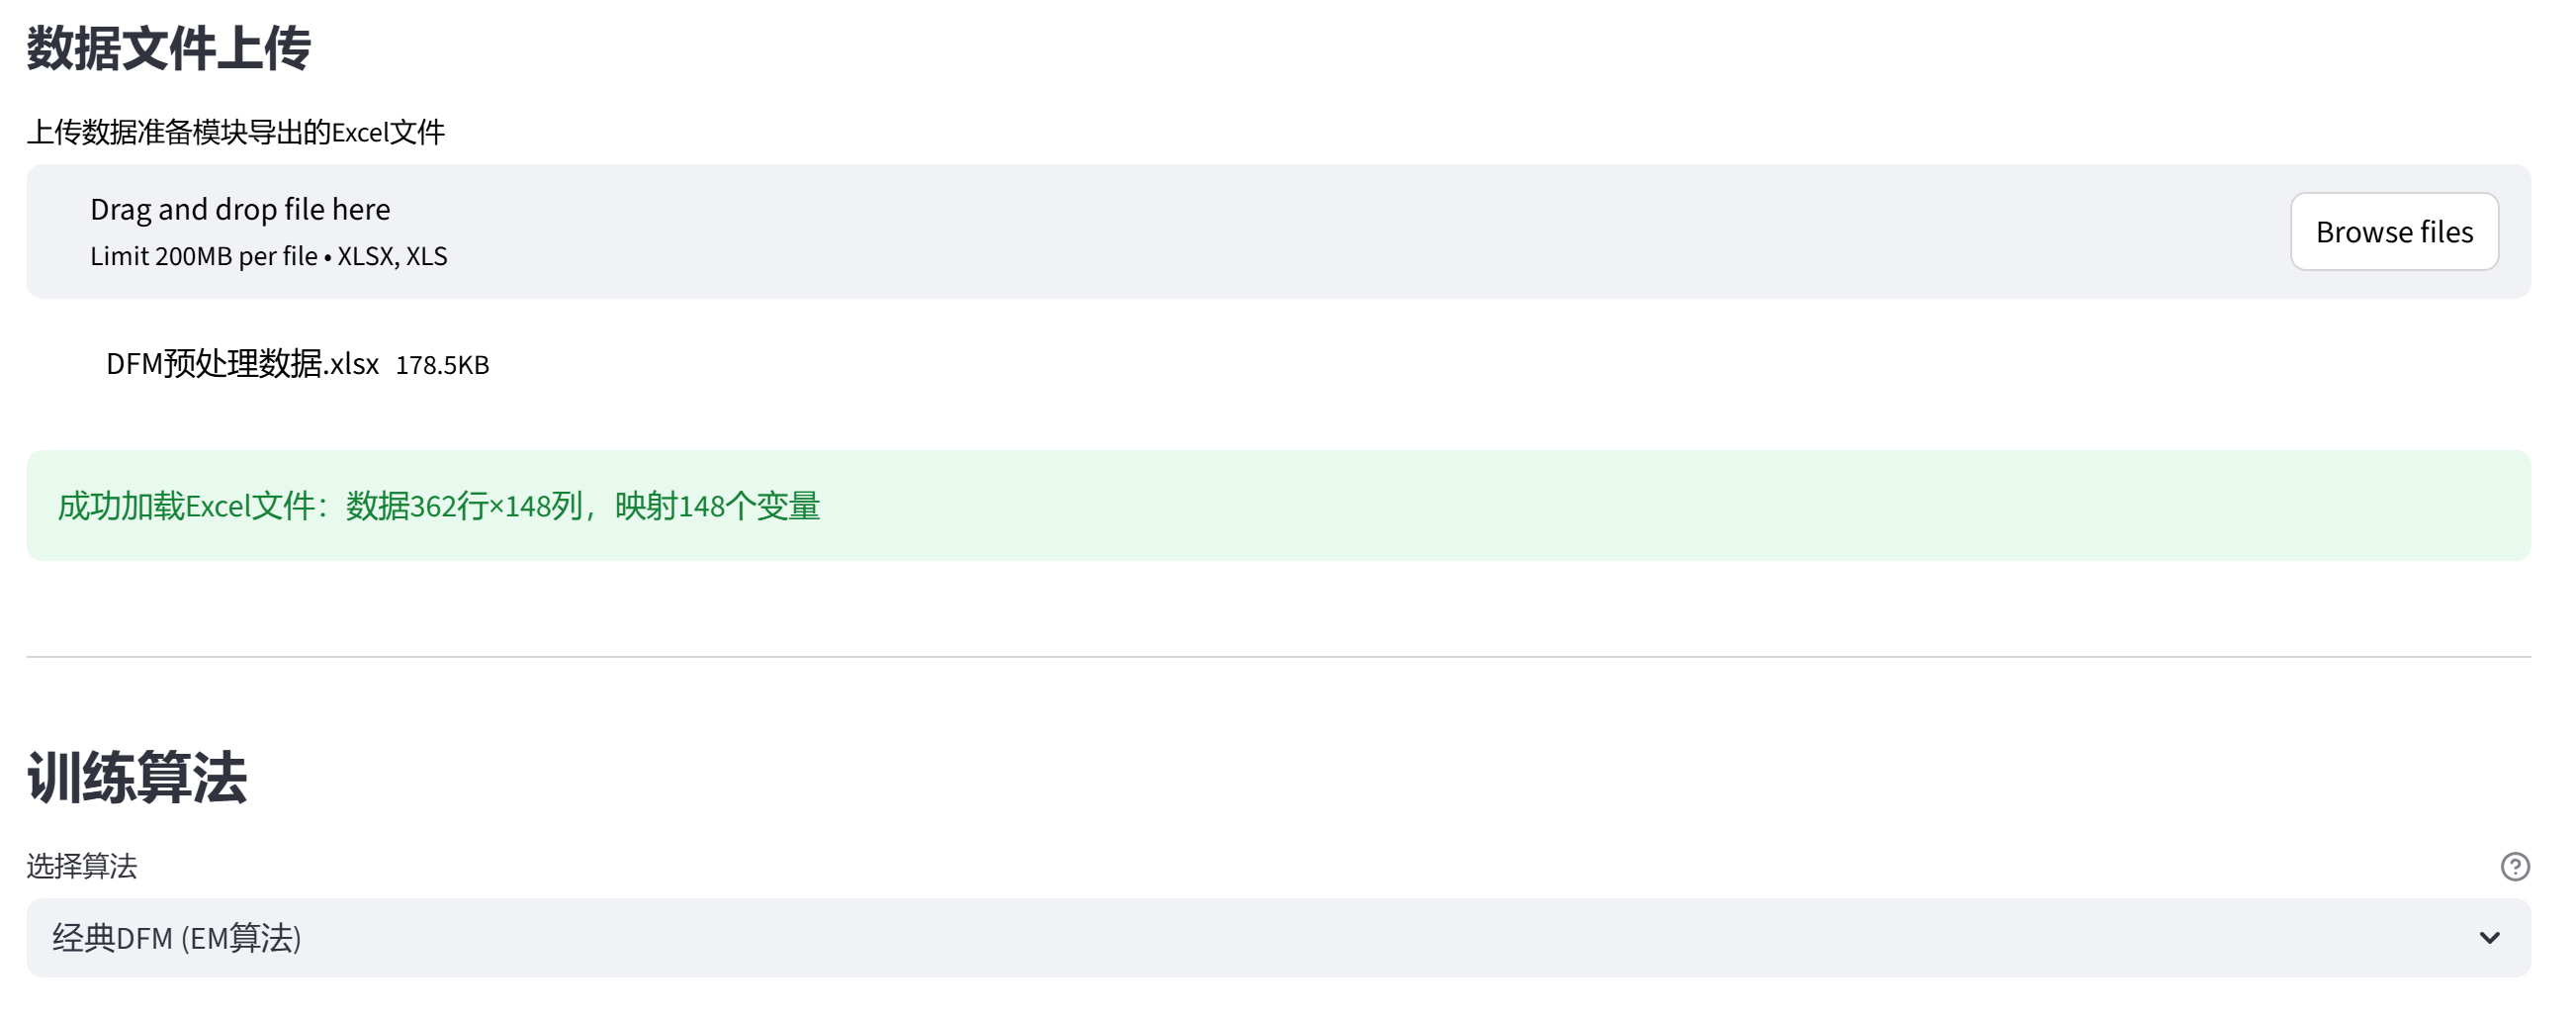 数据文件上传
上传数据准备模块导出的Excel文件
Drag and drop file here
Limit 200MB per file • XLSX, XLS
Browse files
DFM预处理数据.xlsx 178.5KB
成功加载Excel文件：数据362行×148列，映射148个变量
训练算法
选择算法
经典DFM (EM算法)